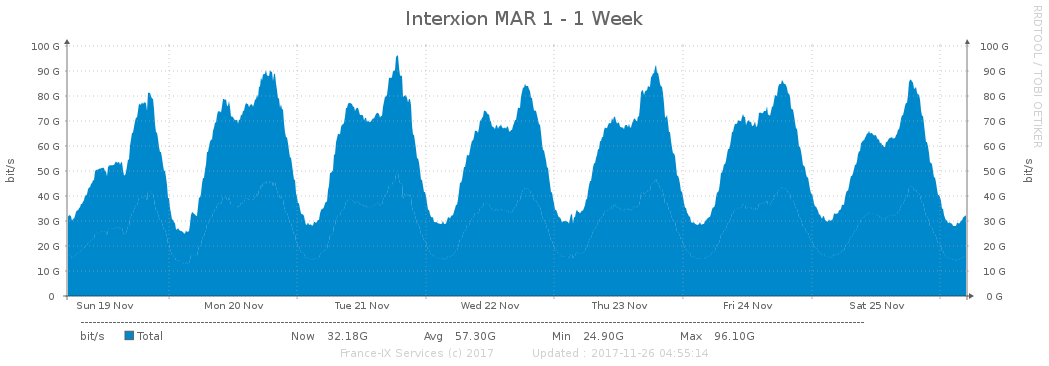 Interxion MAR 1 - 1 Week
RRDTOOL / TOBI OETIKER
bit/s
100 G
90 G
80 G
70 G
60 G
50 G
40 G
30 G
20 G
10 G
0
100 G
90 G
80 G
70 G
60 G
50 G
40 G
30 G
20 G
10 G
0 G
bit/s
Sun 19 Nov Mon 20 Nov Tue 21 Nov Wed 22 Nov Thu 23 Nov Fri 24 Nov Sat 25 Nov
bit/s Total Now 32.18G Avg 57.30G Min 24.90G Max 96.10G
France-IX Services (c) 2017 Updated : 2017-11-26 04:55:14